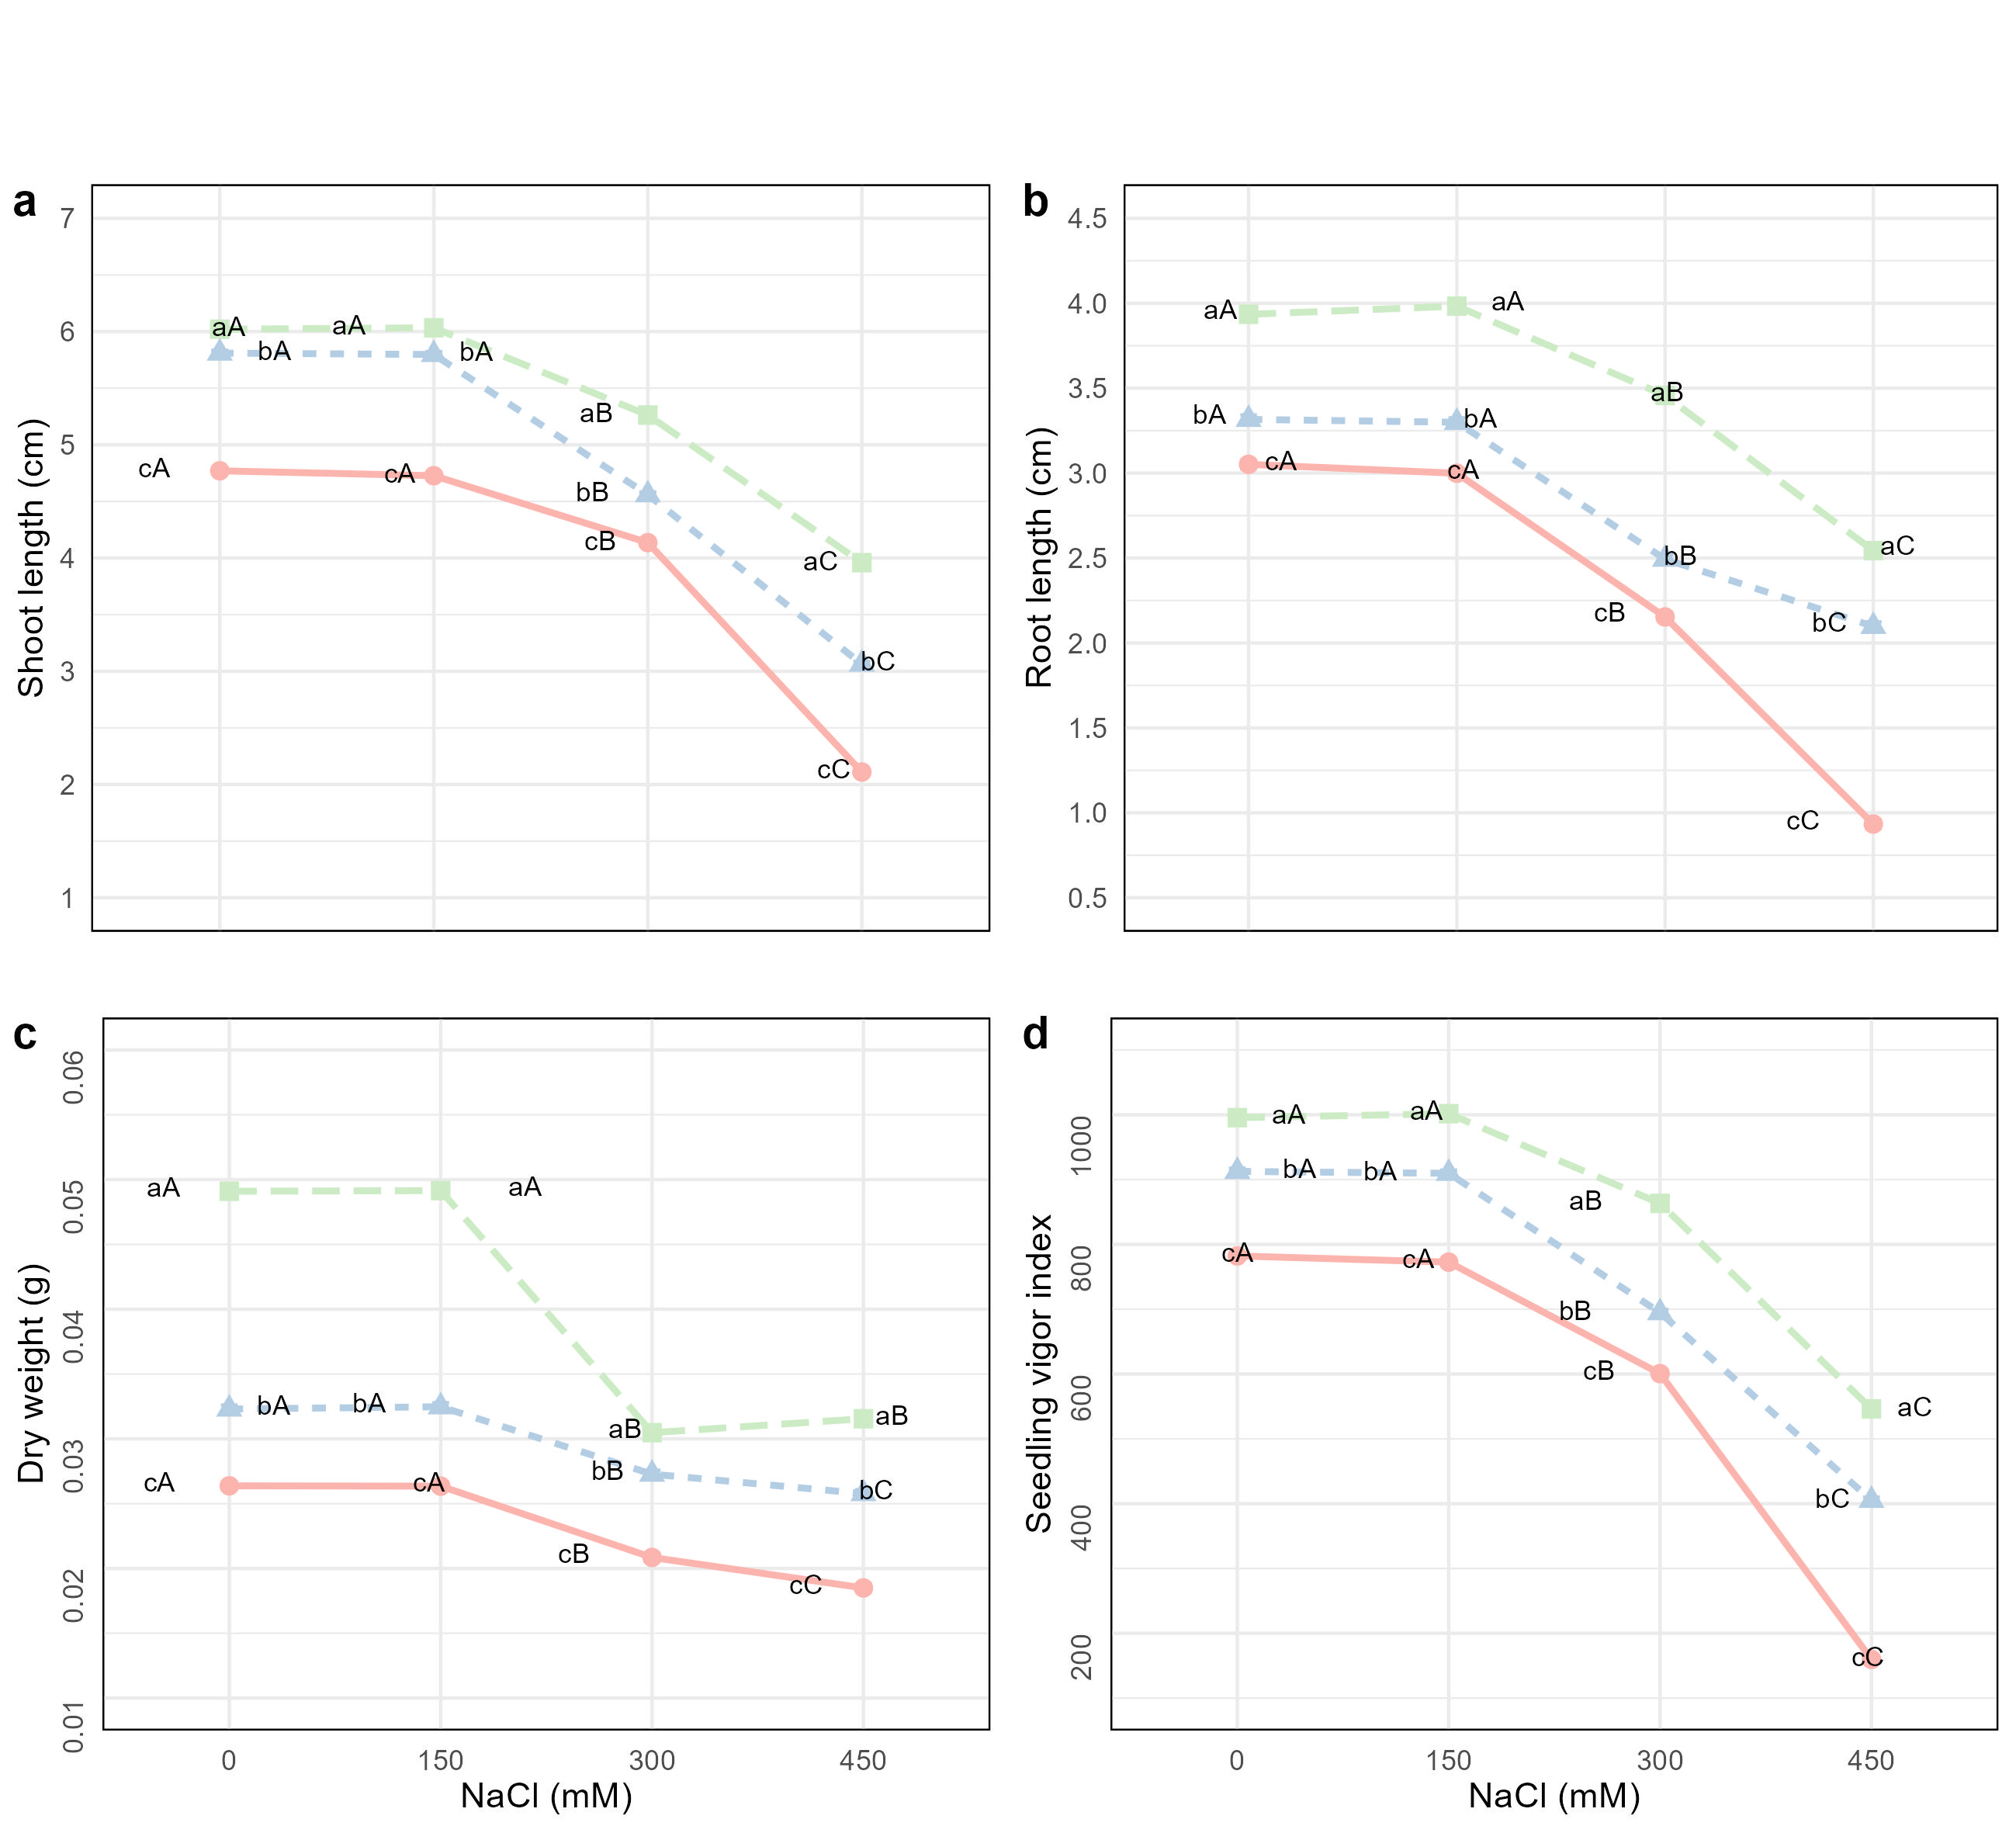 a
Shoot length (cm)
7
6
5
4
3
2
1
aA
aA
bA
bA
cA
cA
aB
bB
cB
aC
bC
cC
b
Root length (cm)
4.5
4.0
3.5
3.0
2.5
2.0
1.5
1.0
0.5
aA
aA
bA
bA
cA
cA
aB
bB
cB
aC
bC
cC
c
Dry weight (g)
0.06
0.05
0.04
0.03
0.02
0.01
aA
aA
bA
bA
cA
cA
aB
bB
cB
aB
bC
cC
0 150 300 450
NaCl (mM)
d
Seedling vigor index
1000
800
600
400
200
aA
aA
bA
bA
cA
cA
aB
bB
cB
aC
bC
cC
0 150 300 450
NaCl (mM)